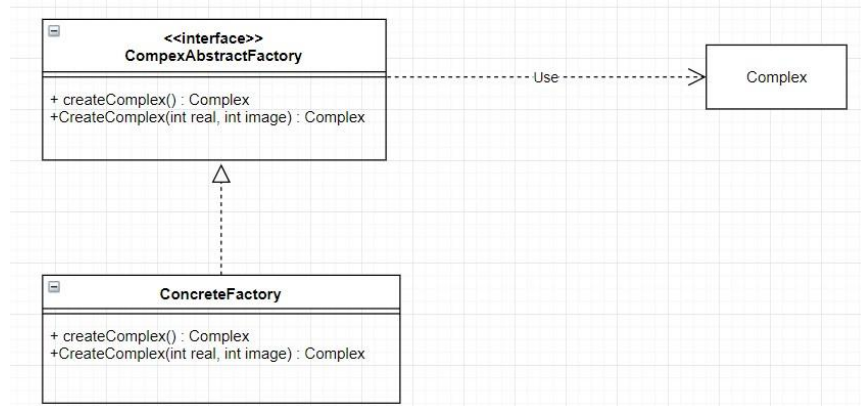 <<interface>>
CompexAbstractFactory
+ createComplex() : Complex
+CreateComplex(int real, int image) : Complex
Use
Complex
ConcreteFactory
+ createComplex() : Complex
+CreateComplex(int real, int image) : Complex